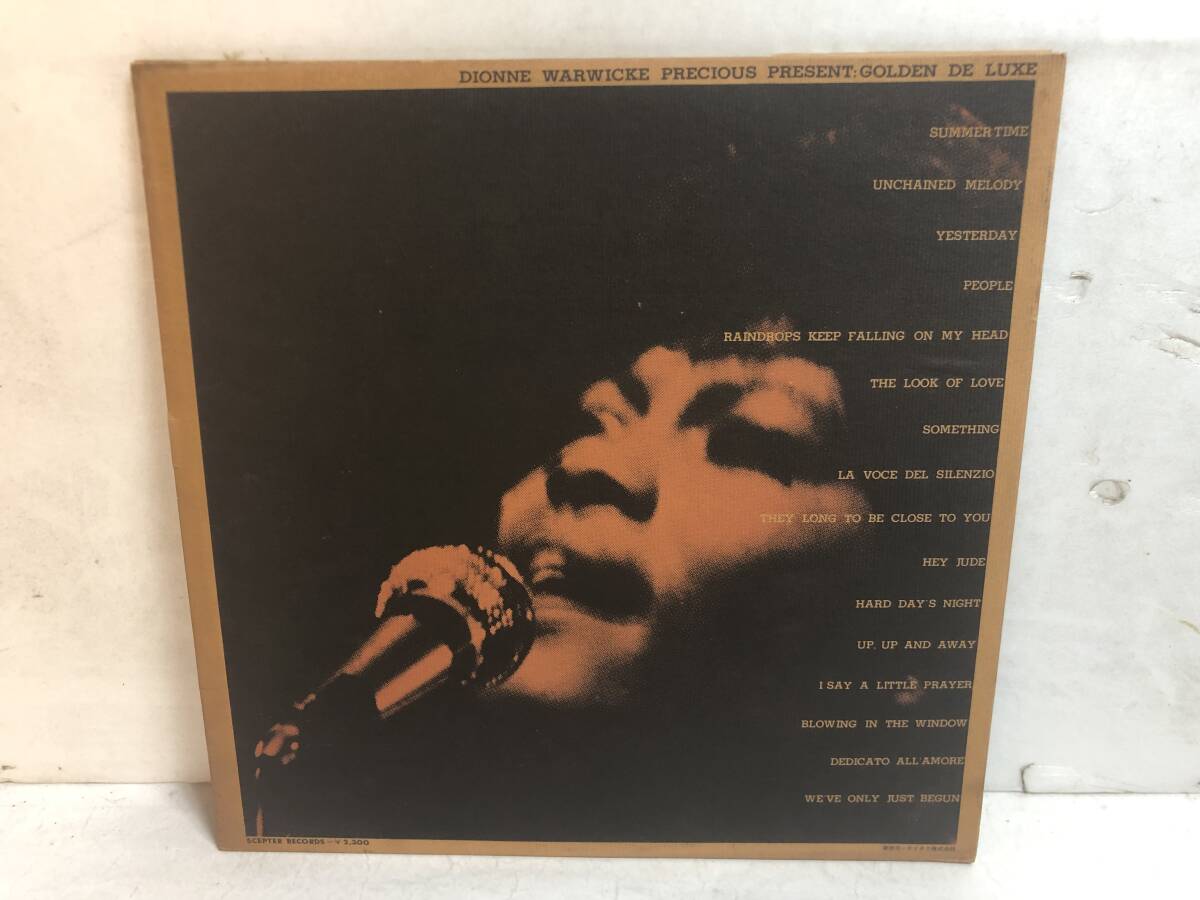 DIONNE WARWICKE PRECIOUS PRESENT:GOLDEN DE LUXE
SUMMERTIME
UNCHAINED MELODY
YESTERDAY
PEOPLE
RAINDROPS KEEP FALLING ON MY HEAD
THE LOOK OF LOVE
SOMETHING
LA VOCE DEL SILENZIO
THEY LONG TO BE CLOSE TO YOU
HEY JUDE
HARD DAY'S NIGHT
UP, UP AND AWAY
I SAY A LITTLE PRAYER
BLOWING IN THE WINDOW
DEDICATO ALL'AMORE
WE'VE ONLY JUST BEGUN
SCEPTER RECORDS—¥2,300